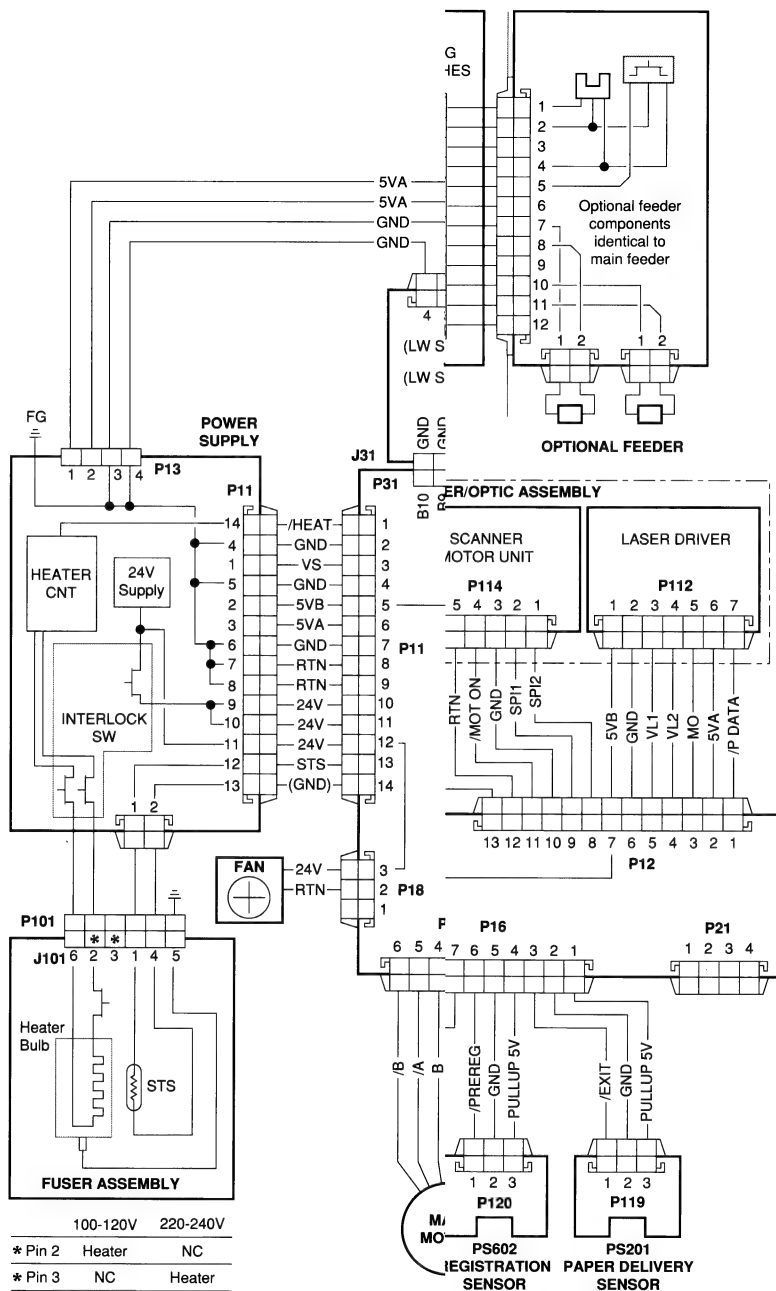 G
HES
1
2
3
4
5
6
7
8
9
10
11
12
Optional feeder
components
identical to
main feeder
1 2
1 2
OPTIONAL FEEDER
5VA
5VA
GND
GND
4
(LW S
(LW S
GND
GND
B10
B9
J31
P31
FG
POWER
SUPPLY
1 2 3 4
P13
P11
14
4
1
5
2
3
6
7
8
9
10
11
12
13
/HEAT
GND
VS
GND
5VB
5VA
GND
RTN
RTN
24V
24V
24V
STS
(GND)
1
2
3
4
5
6
7
8
9
10
11
12
13
14
P11
HEATER
CNT
24V
Supply
INTERLOCK
SW
1 2
ER/OPTIC ASSEMBLY
SCANNER
MOTOR UNIT
P114
5 4 3 2 1
RTN
/MOT ON
GND
SPI1
SPI2
LASER DRIVER
P112
1 2 3 4 5 6 7
5VB
GND
VL1
VL2
MO
5VA
/P DATA
13 12 11 10 9 8 7 6 5 4 3 2 1
P12
FAN
24V
RTN
3
2
1
P18
P101
J101
6 2 3 1 4 5
* *
Heater
Bulb
STS
FUSER ASSEMBLY
100-120V 220-240V
* Pin 2 Heater NC
* Pin 3 NC Heater
P
6 5 4
/B
/A
B
MA
MO
P16
7 6 5 4 3 2 1
/PREREG
GND
PULLUP 5V
/EXIT
GND
PULLUP 5V
P21
1 2 3 4
1 2 3
P120
PS602
REGISTRATION
SENSOR
1 2 3
P119
PS201
PAPER DELIVERY
SENSOR